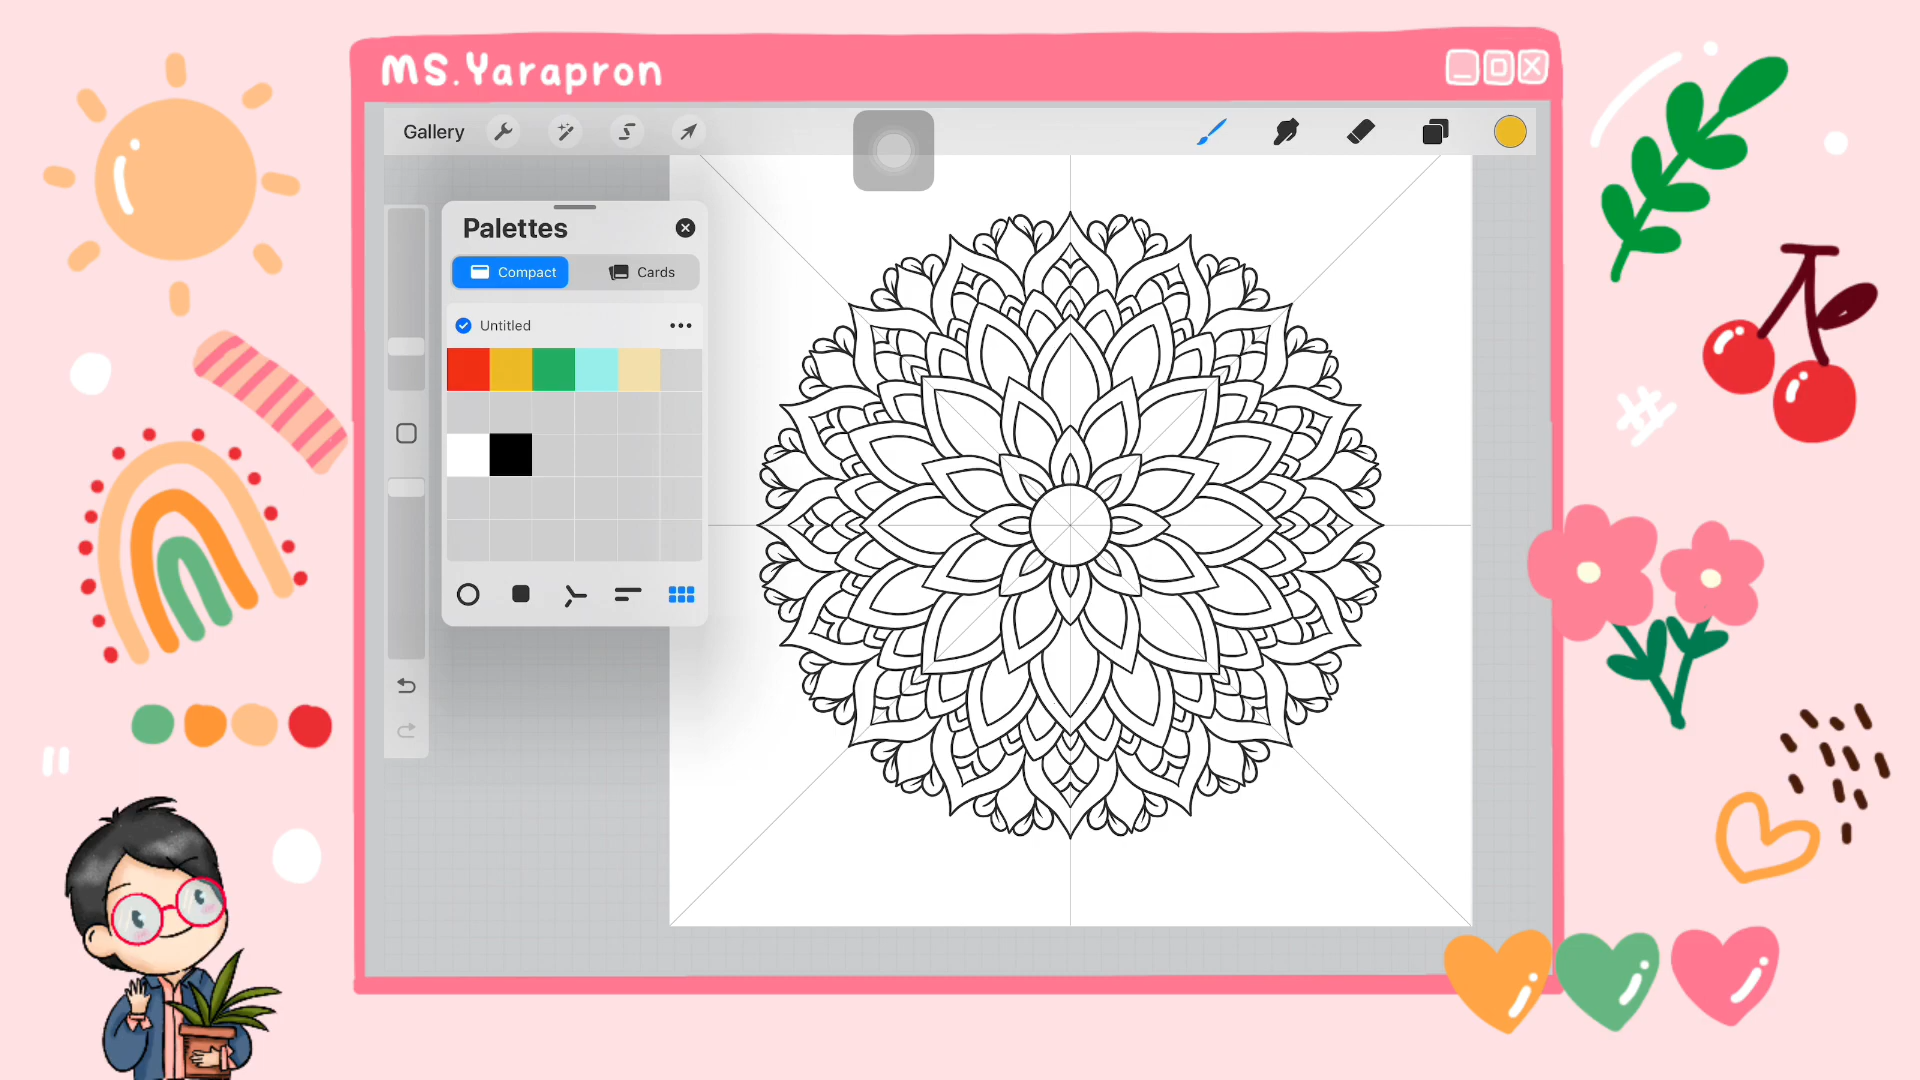 MS.Yarapron
Gallery
Palettes
Compact
Cards
Untitled